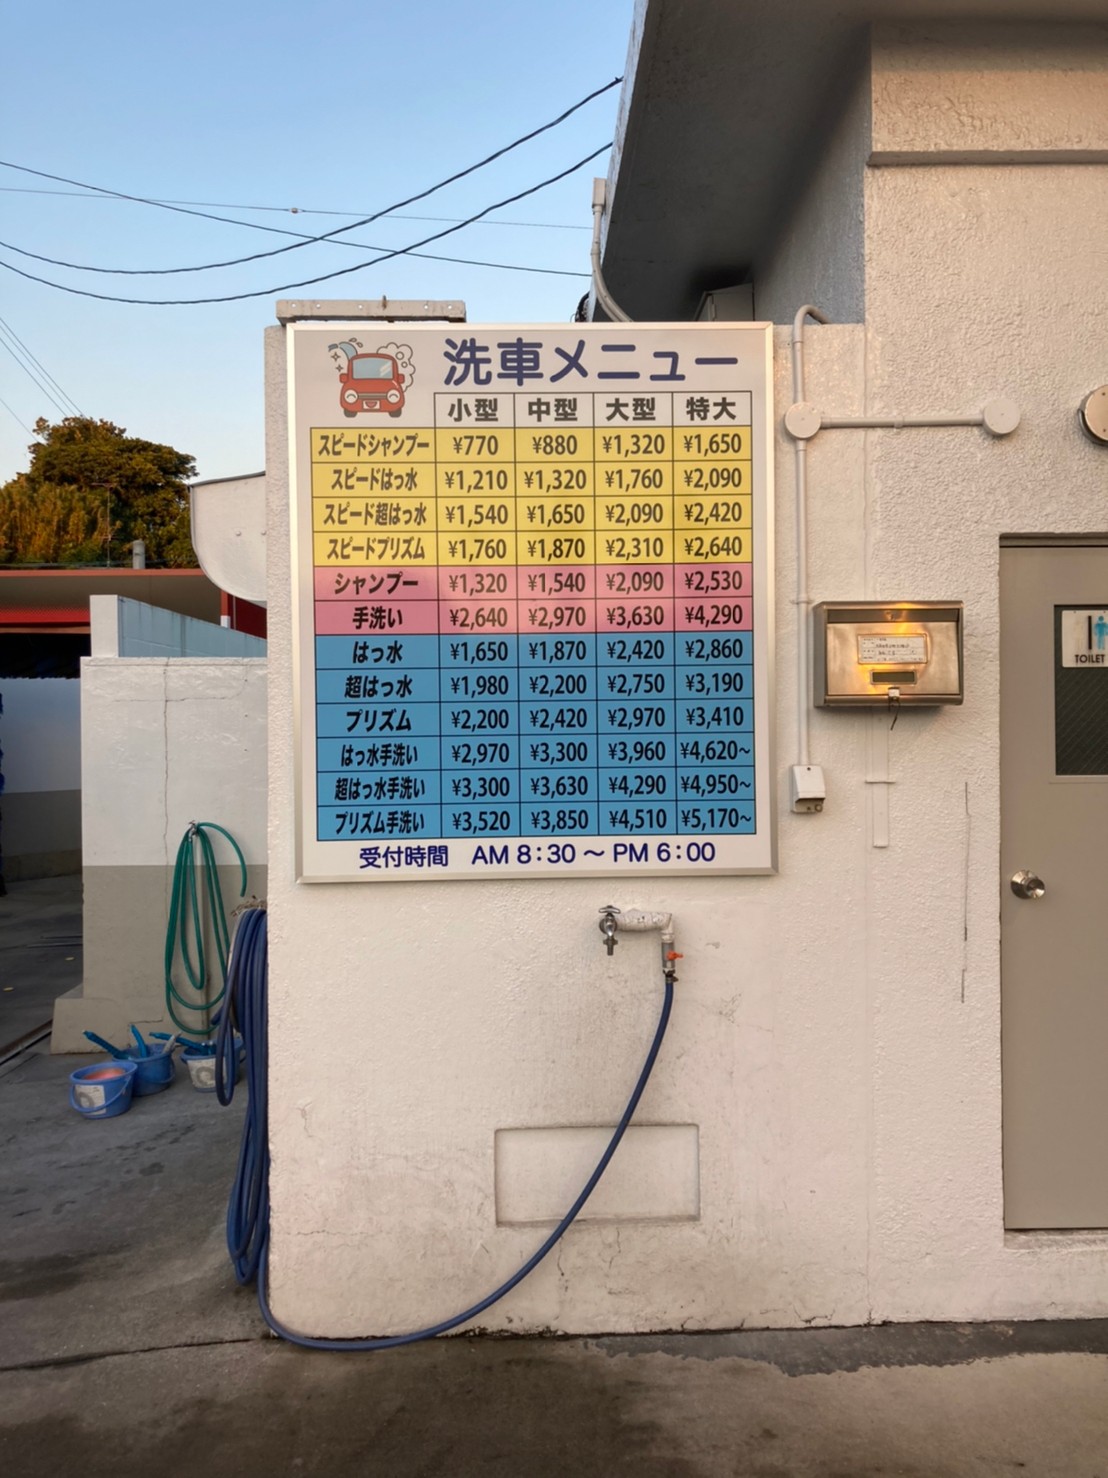 洗車メニュー
小型 中型 大型 特大
スピードシャンプー ¥770 ¥880 ¥1,320 ¥1,650
スピードはっ水 ¥1,210 ¥1,320 ¥1,760 ¥2,090
スピード超はっ水 ¥1,540 ¥1,650 ¥2,090 ¥2,420
スピードプリズム ¥1,760 ¥1,870 ¥2,310 ¥2,640
シャンプー ¥1,320 ¥1,540 ¥2,090 ¥2,530
手洗い ¥2,640 ¥2,970 ¥3,630 ¥4,290
はっ水 ¥1,650 ¥1,870 ¥2,420 ¥2,860
超はっ水 ¥1,980 ¥2,200 ¥2,750 ¥3,190
プリズム ¥2,200 ¥2,420 ¥2,970 ¥3,410
はっ水手洗い ¥2,970 ¥3,300 ¥3,960 ¥4,620~
超はっ水手洗い ¥3,300 ¥3,630 ¥4,290 ¥4,950~
プリズム手洗い ¥3,520 ¥3,850 ¥4,510 ¥5,170~
受付時間 AM 8:30 ～ PM 6:00
TOILET